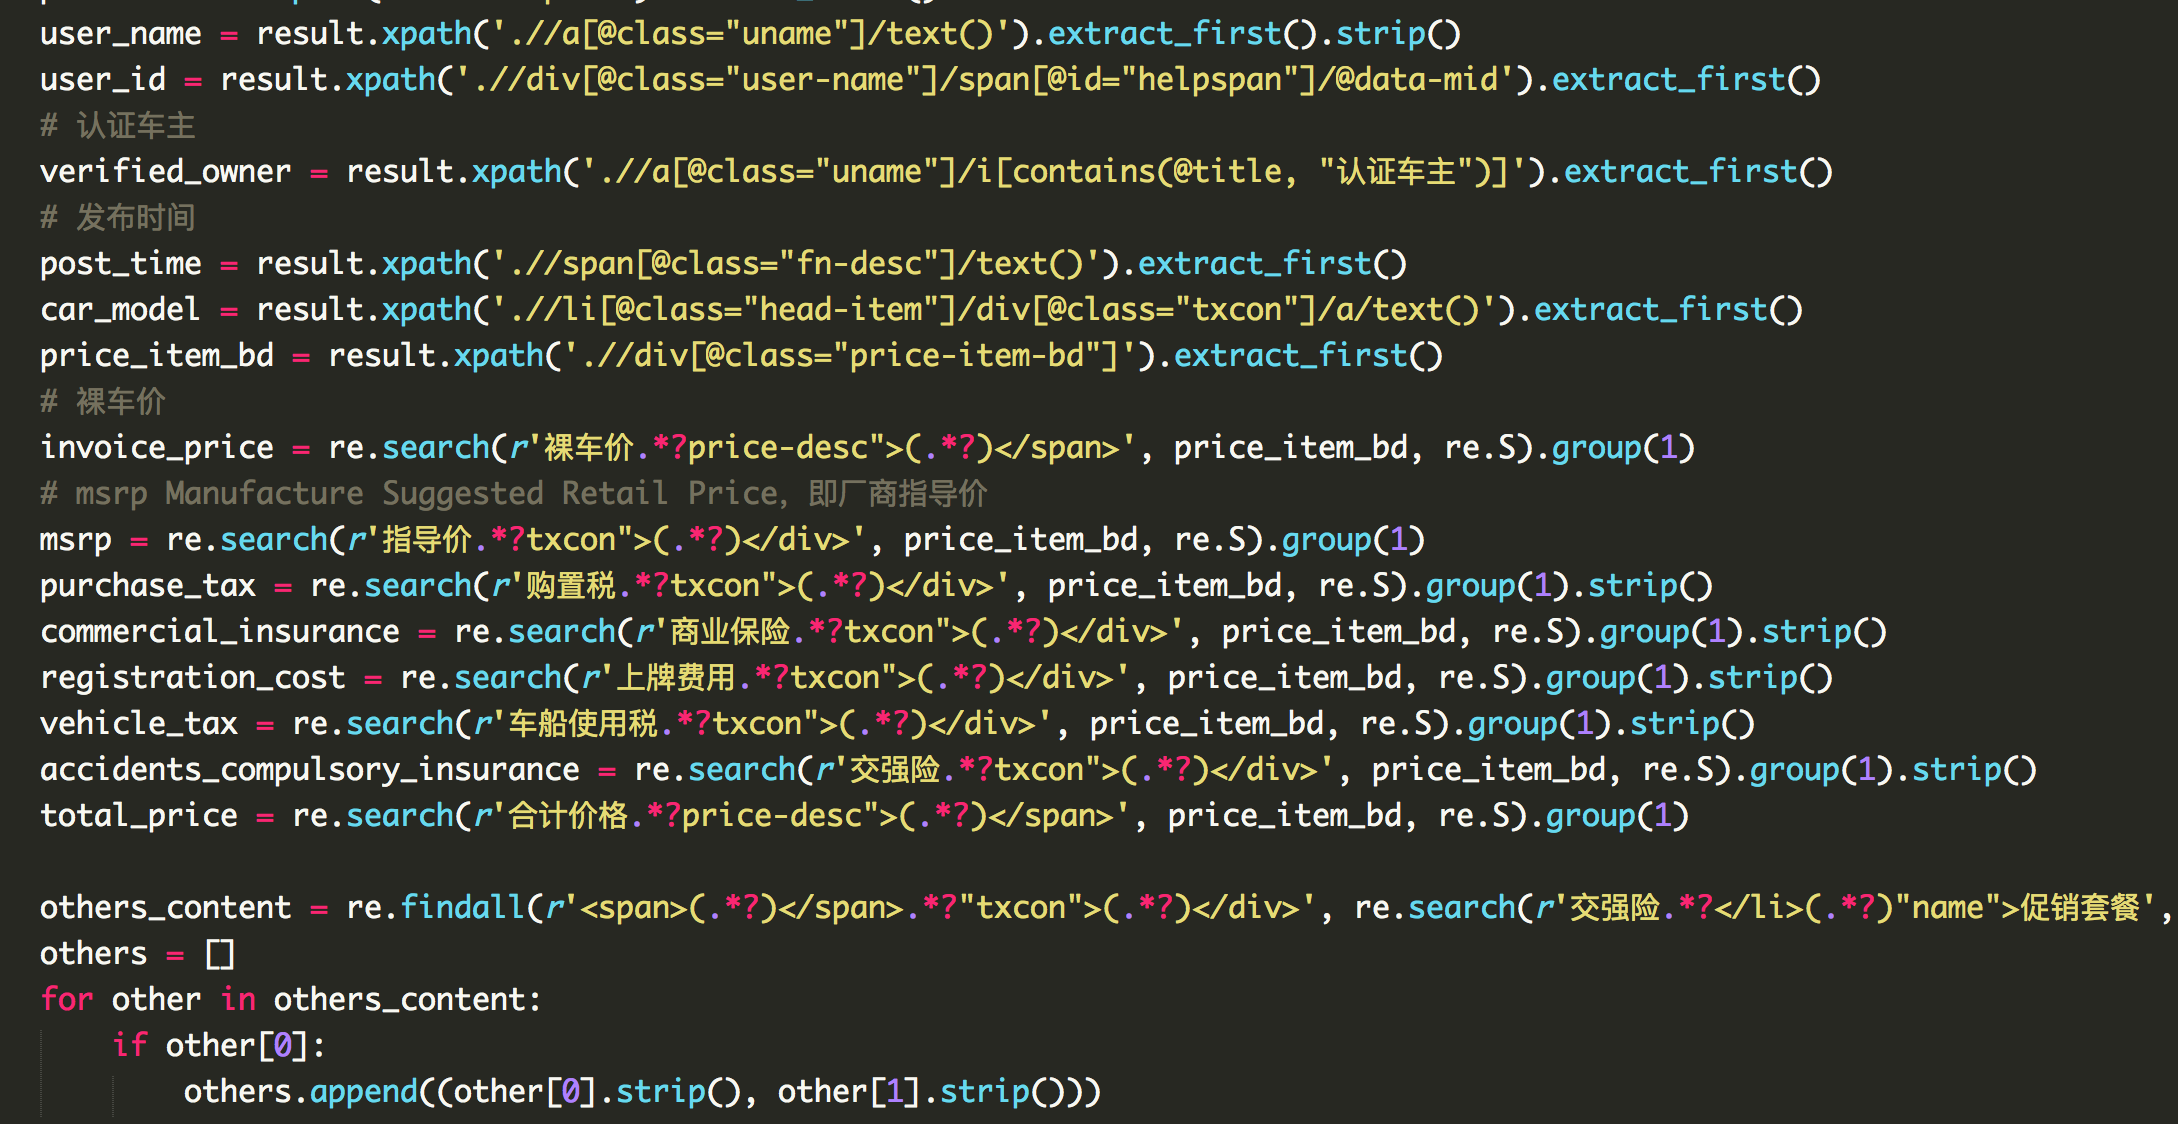 user_name = result.xpath('.//a[@class="uname"]/text()').extract_first().strip()
user_id = result.xpath('.//div[@class="user-name"]/span[@id="helpspan"]/@data-mid').extract_first()
# 认证车主
verified_owner = result.xpath('.//a[@class="uname"]/i[contains(@title, "认证车主")]').extract_first()
# 发布时间
post_time = result.xpath('.//span[@class="fn-desc"]/text()').extract_first()
car_model = result.xpath('.//li[@class="head-item"]/div[@class="txcon"]/a/text()').extract_first()
price_item_bd = result.xpath('.//div[@class="price-item-bd"]').extract_first()
# 裸车价
invoice_price = re.search(r'裸车价.*?price-desc">(.*?)</span>', price_item_bd, re.S).group(1)
# msrp Manufacture Suggested Retail Price，即厂商指导价
msrp = re.search(r'指导价.*?txcon">(.*?)</div>', price_item_bd, re.S).group(1)
purchase_tax = re.search(r'购置税.*?txcon">(.*?)</div>', price_item_bd, re.S).group(1).strip()
commercial_insurance = re.search(r'商业保险.*?txcon">(.*?)</div>', price_item_bd, re.S).group(1).strip()
registration_cost = re.search(r'上牌费用.*?txcon">(.*?)</div>', price_item_bd, re.S).group(1).strip()
vehicle_tax = re.search(r'车船使用税.*?txcon">(.*?)</div>', price_item_bd, re.S).group(1).strip()
accidents_compulsory_insurance = re.search(r'交强险.*?txcon">(.*?)</div>', price_item_bd, re.S).group(1).strip()
total_price = re.search(r'合计价格.*?price-desc">(.*?)</span>', price_item_bd, re.S).group(1)
others_content = re.findall(r'<span>(.*?)</span>.*?"txcon">(.*?)</div>', re.search(r'交强险.*?</li>(.*?)"name">促销套餐',
others = []
for other in others_content:
if other[0]:
others.append((other[0].strip(), other[1].strip()))